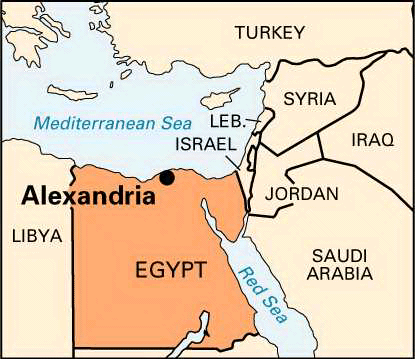 TURKEY
SYRIA
Mediterranean Sea
LEB.
ISRAEL
IRAQ
Alexandria
JORDAN
LIBYA
EGYPT
SAUDI
ARABIA
Red Sea